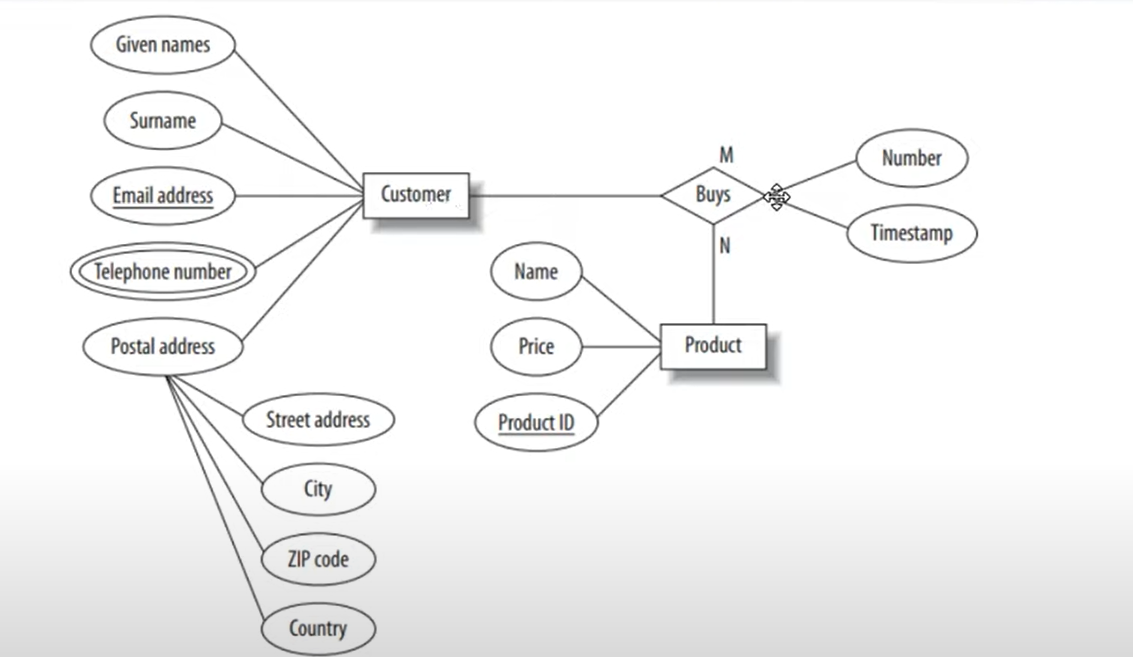 Given names
Surname
Email address
Telephone number
Postal address
Street address
City
ZIP code
Country
Customer
M
Buys
N
Number
Timestamp
Name
Price
Product ID
Product